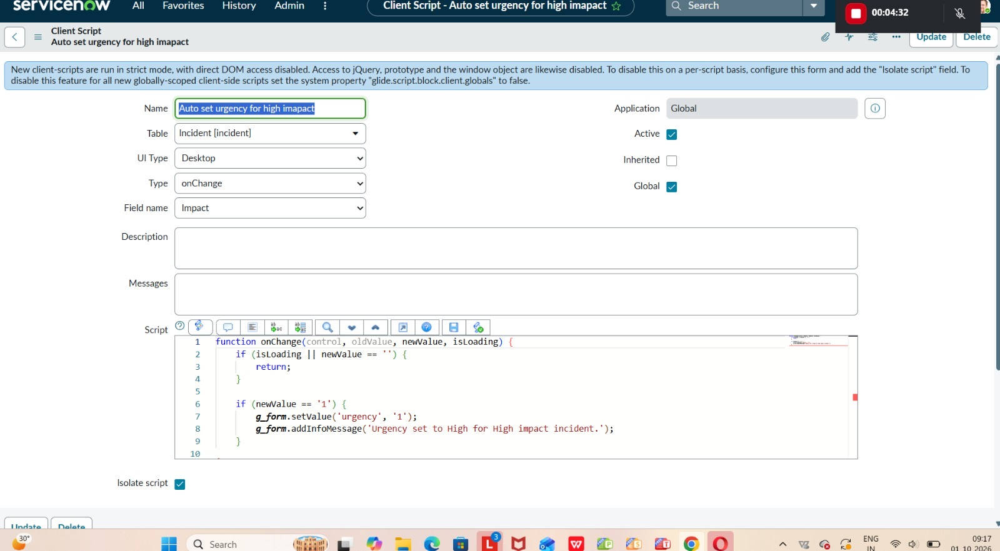 servicenow All Favorites History Admin Client Script - Auto set urgency for high imapact Search 00:04:32
Client Script
Auto set urgency for high imapact
Update Delete
New client-scripts are run in strict mode, with direct DOM access disabled. Access to jQuery, prototype and the window object are likewise disabled. To disable this on a per-script basis, configure this form and add the "Isolate script" field. To
disable this feature for all new globally-scoped client-side scripts set the system property "glide.script.block.client.globals" to false.
Name Auto set urgency for high imapact Application Global
Table Incident [incident] Active
UI Type Desktop Inherited
Type onChange Global
Field name Impact
Description
Messages
Script
1 function onChange(control, oldValue, newValue, isLoading) {
2 if (isLoading || newValue == '') {
3 return;
4 }
5
6 if (newValue == '1') {
7 g_form.setValue('urgency', '1');
8 g_form.addInfoMessage('Urgency set to High for High impact incident.');
9 }
10
Isolate script
Update Delete
30° Search 3 ENG 09:17
IN 01 10 2026